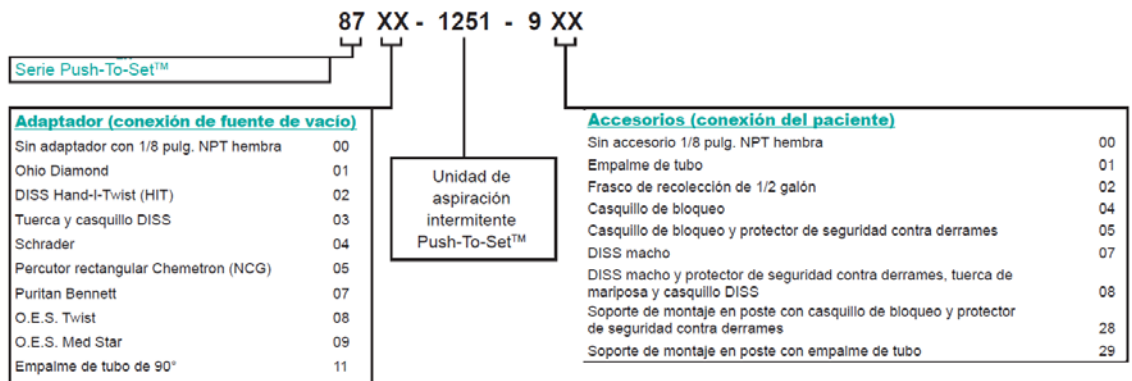 87 XX - 1251 - 9 XX
Serie Push-To-Set™
Adaptador (conexión de fuente de vacío)
Sin adaptador con 1/8 pulg. NPT hembra 00
Ohio Diamond 01
DISS Hand-I-Twist (HIT) 02
Tuerca y casquillo DISS 03
Schrader 04
Percutor rectangular Chemetron (NCG) 05
Puritan Bennett 07
O.E.S. Twist 08
O.E.S. Med Star 09
Empalme de tubo de 90° 11
Unidad de
aspiración
intermitente
Push-To-Set™
Accesorios (conexión del paciente)
Sin accesorio 1/8 pulg. NPT hembra 00
Empalme de tubo 01
Frasco de recolección de 1/2 galón 02
Casquillo de bloqueo 04
Casquillo de bloqueo y protector de seguridad contra derrames 05
DISS macho 07
DISS macho y protector de seguridad contra derrames, tuerca de
mariposa y casquillo DISS 08
Soporte de montaje en poste con casquillo de bloqueo y protector
de seguridad contra derrames 28
Soporte de montaje en poste con empalme de tubo 29